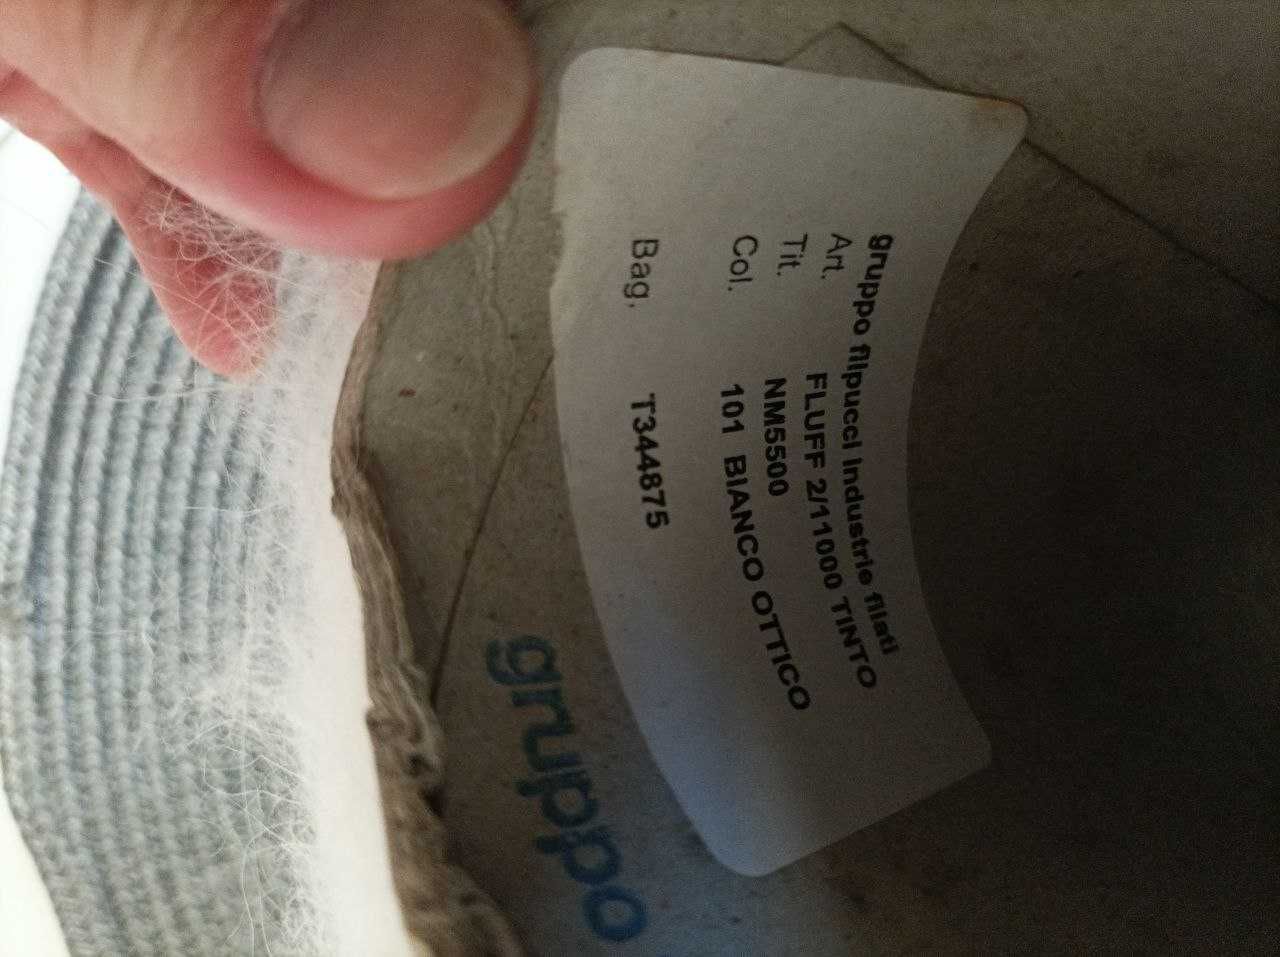 gruppo filpucci industrie filati
Art. FLUFF 2/11000 TINTO
Tit. NM5500
Col. 101 BIANCO OTTICO
Bag. T344875
gruppo